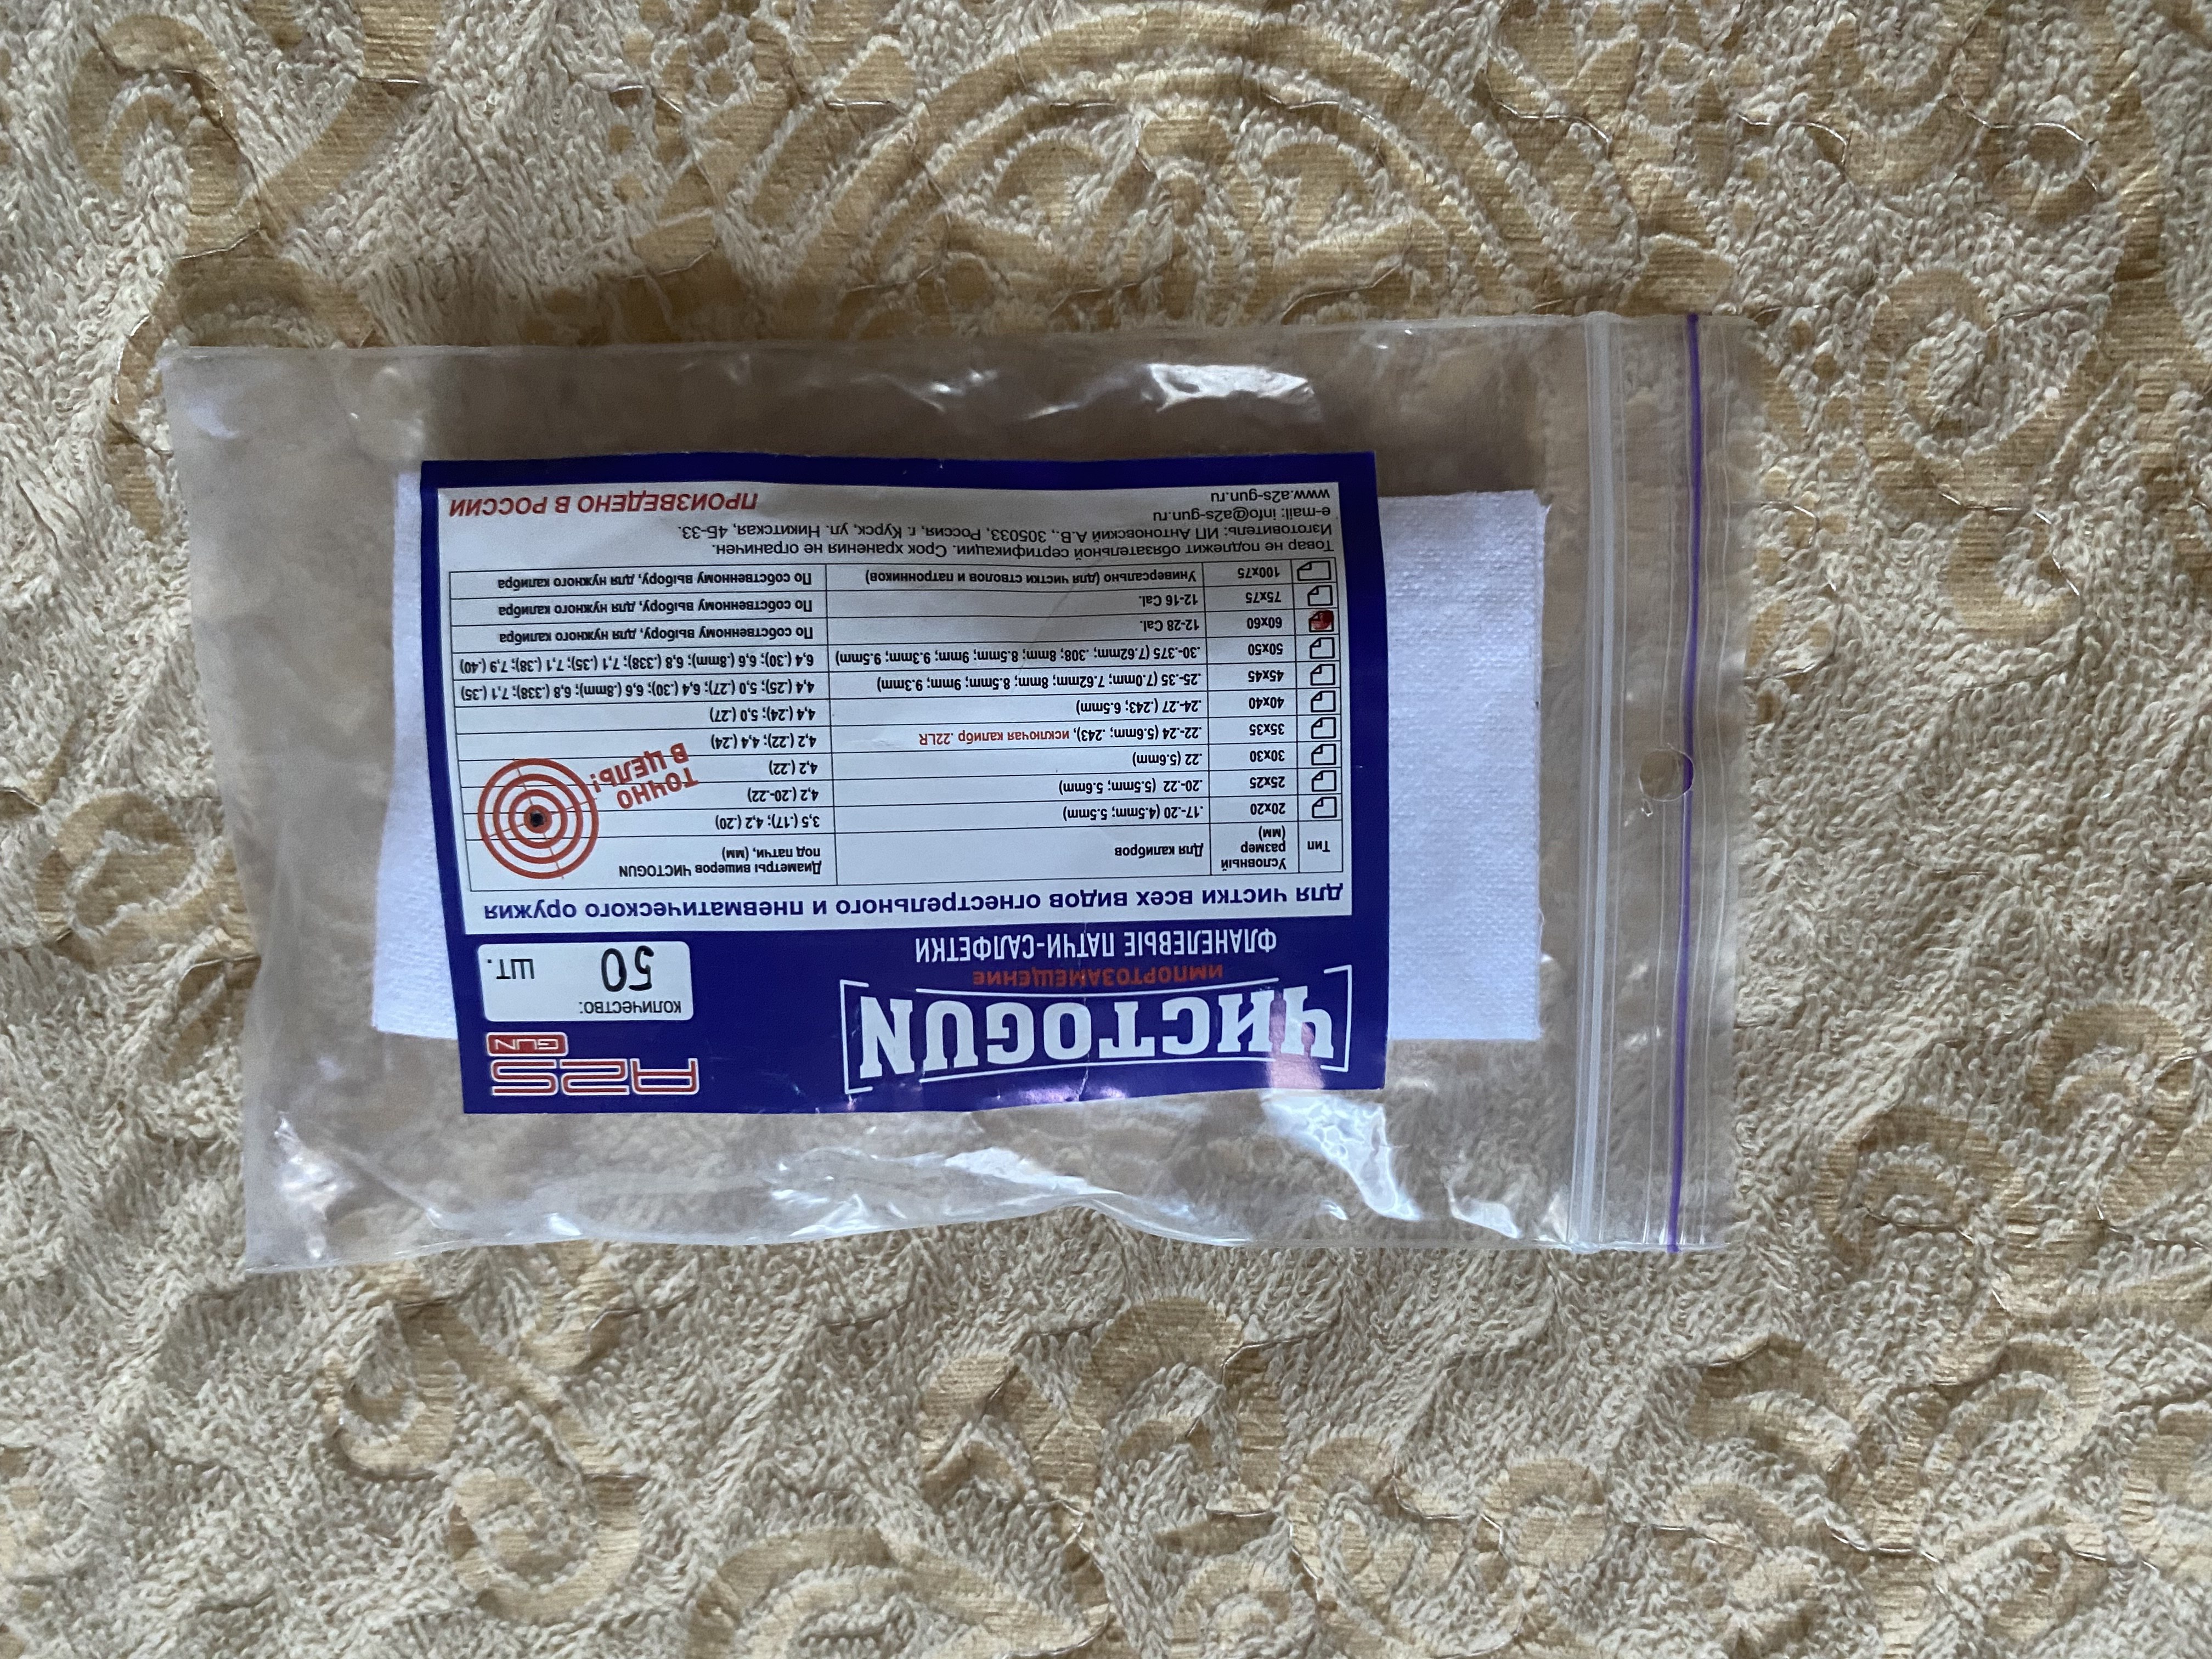 ЧИСТОGUN
A2S
GUN
ИМПОРТОЗАМЕЩЕНИЕ
ФЛАНЕЛЕВЫЕ ПАТЧИ-САЛФЕТКИ
КОЛИЧЕСТВО:
50 ШТ.
для чистки всех видов огнестрельного и пневматического оружия
Тип Условный размер (мм) Для калибров Диаметры вишеров ЧИСТОGUN под патчи, (мм)
20x20 .17-.20 (4.5mm; 5.5mm) 3,5 (.17); 4,2 (.20)
25x25 .20-.22 (5.5mm; 5.6mm) 4,2 (.20-.22)
30x30 .22 (5.6mm) 4,2 (.22)
35x35 .22-.24 (5.6mm; .243), исключая калибр .22LR 4,2 (.22); 4,4 (.24)
40x40 .24-.27 (.243; 6.5mm) 4,4 (.24); 5,0 (.27)
45x45 .25-.35 (7.0mm; 7.62mm; 8mm; 8.5mm; 9mm; 9.3mm) 4,4 (.25); 5,0 (.27); 6,4 (.30); 6,6 (.8mm); 6,8 (.338); 7,1 (.35)
50x50 .30-.375 (7.62mm; .308; 8mm; 8.5mm; 9mm; 9.3mm; 9.5mm) 6,4 (.30); 6,6 (.8mm); 6,8 (.338); 7,1 (.35); 7,1 (.38); 7,9 (.40)
60x60 12-28 Cal. По собственному выбору, для нужного калибра
75x75 12-16 Cal. По собственному выбору, для нужного калибра
100x75 Универсально (для чистки стволов и патронников) По собственному выбору, для нужного калибра
ТОЧНО
В ЦЕЛЬ!
Товар не подлежит обязательной сертификации. Срок хранения не ограничен.
Изготовитель: ИП Антоновский А.В., 305033, Россия, г. Курск, ул. Никитская, 4Б-33.
e-mail: info@a2s-gun.ru
www.a2s-gun.ru ПРОИЗВЕДЕНО В РОССИИ